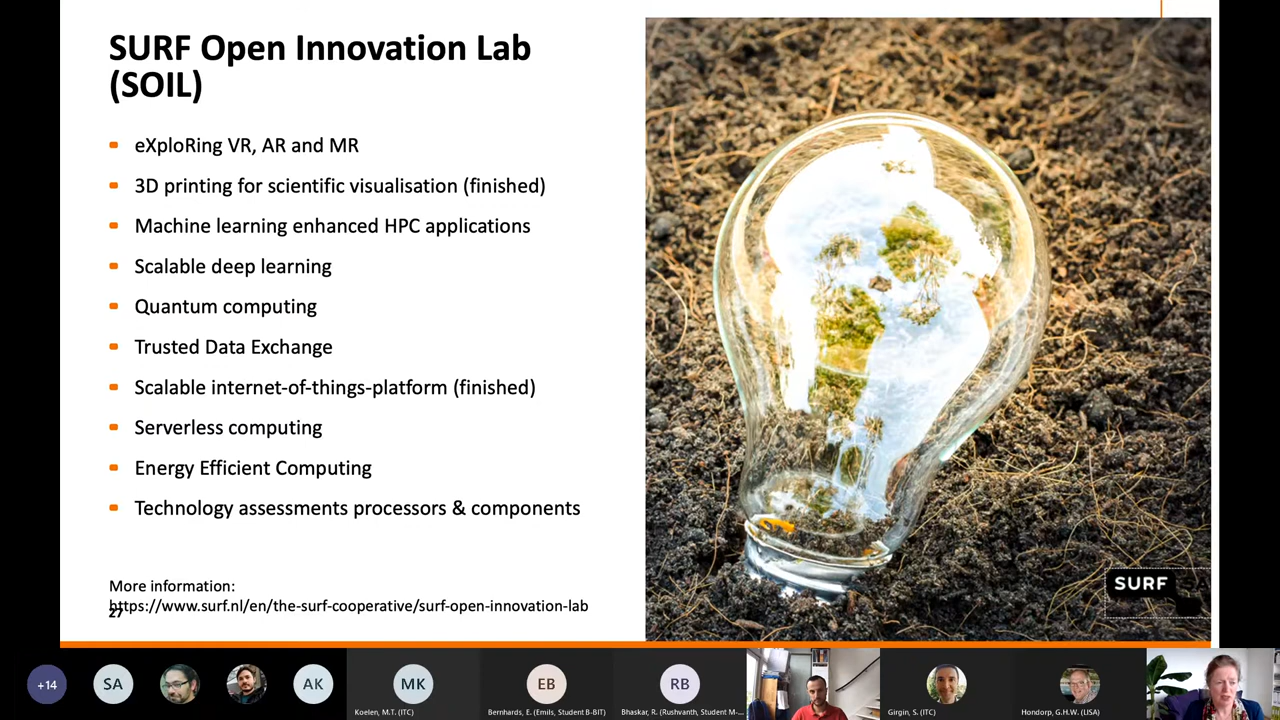 SURF Open Innovation Lab
(SOIL)
eXploRing VR, AR and MR
3D printing for scientific visualisation (finished)
Machine learning enhanced HPC applications
Scalable deep learning
Quantum computing
Trusted Data Exchange
Scalable internet-of-things-platform (finished)
Serverless computing
Energy Efficient Computing
Technology assessments processors & components
More information:
https://www.surf.nl/en/the-surf-cooperative/surf-open-innovation-lab
27
SURF
+14
SA
AK
MK
EB
RB
Koelen, M.T. (ITC)
Bernhards, E. (Emils, Student B-BIT)
Bhaskar, R. (Rushvanth, Student M-...
Girgin, S. (ITC)
Hondorp, G.H.W. (LISA)